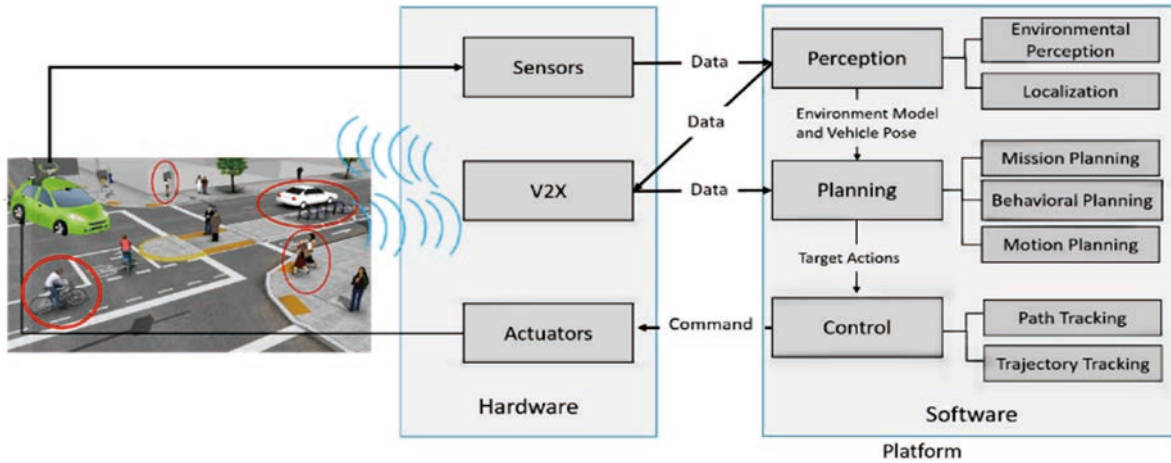 Sensors
Data
Perception
Environmental
Perception
Localization
Data
Environment Model
and Vehicle Pose
V2X
Data
Planning
Mission Planning
Behavioral Planning
Motion Planning
Target Actions
Actuators
Command
Control
Path Tracking
Trajectory Tracking
Hardware
Software
Platform